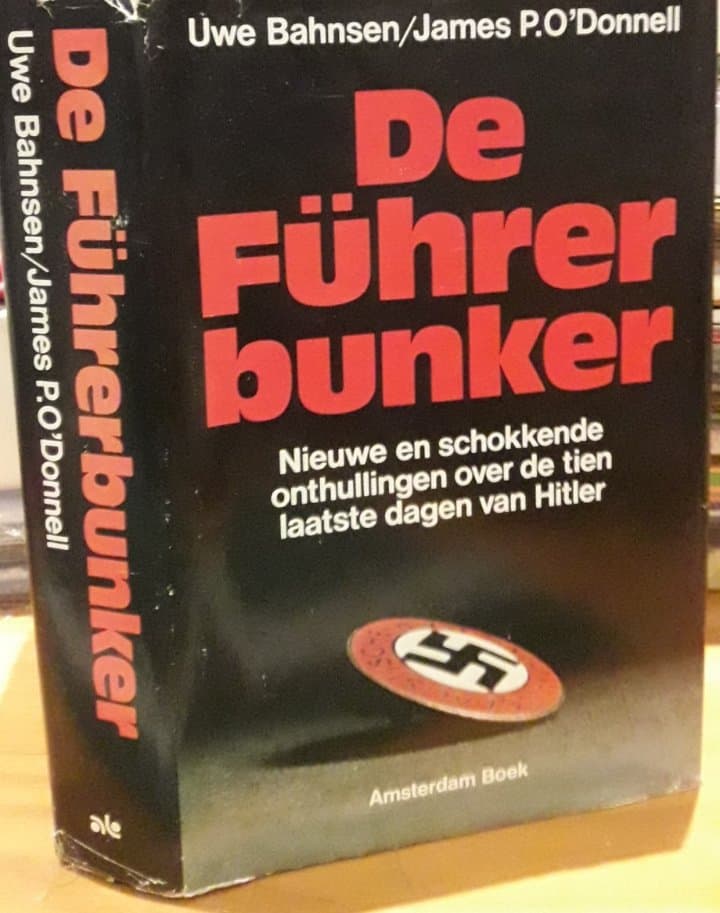 Uwe Bahnsen/James P.O'Donnell
De
Führer
bunker
Nieuwe en schokkende
onthullingen over de tien
laatste dagen van Hitler
Amsterdam Boek
De Führerbunker
Uwe Bahnsen/James P.O'Donnell